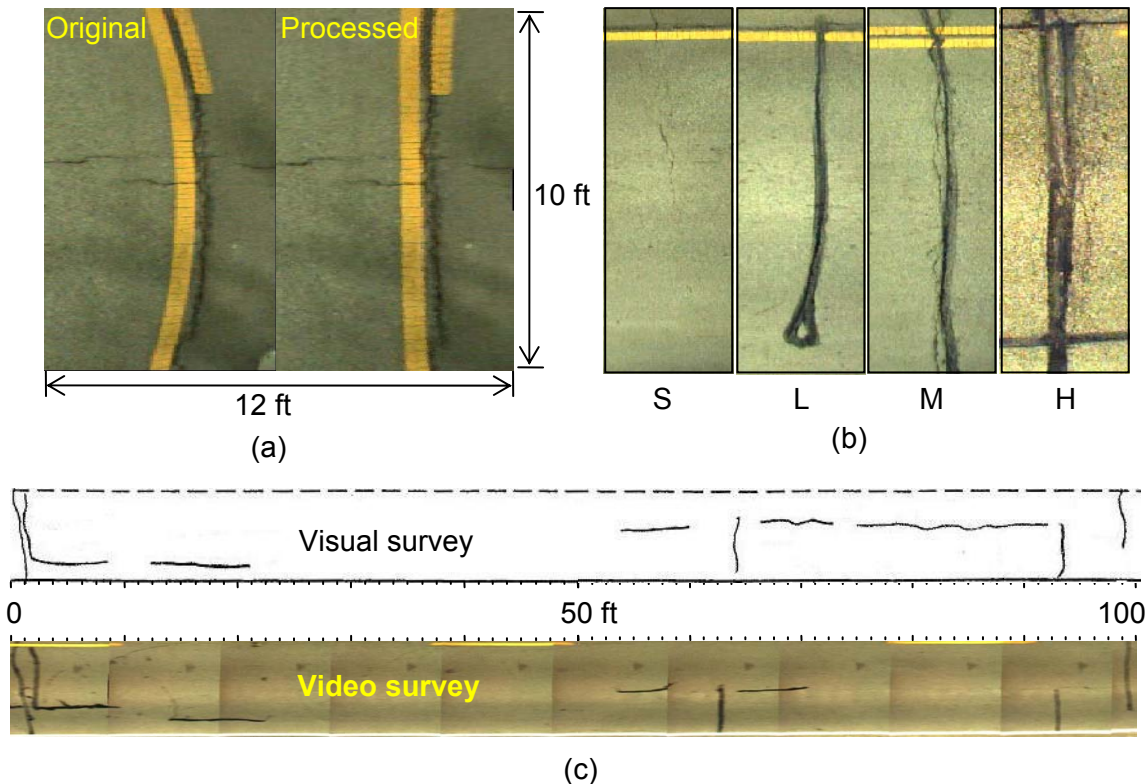 Original
Processed
10 ft
12 ft
(a)
S
L
M
H
(b)
Visual survey
0
50 ft
100
Video survey
(c)